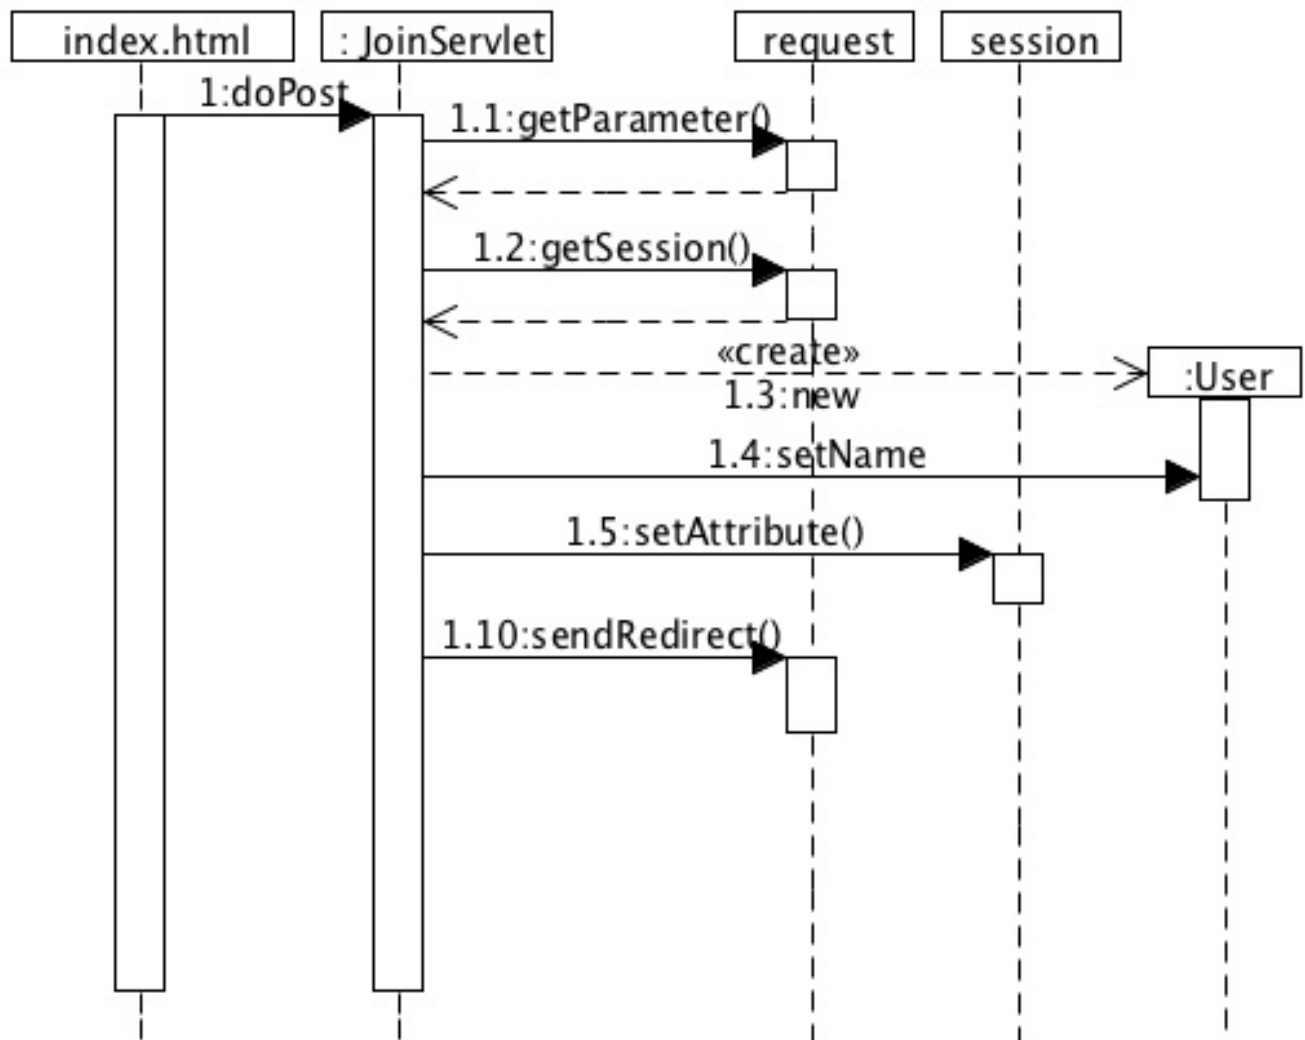 index.html
: JoinServlet
request
session
1:doPost
1.1:getParameter()
1.2:getSession()
«create»
:User
1.3:new
1.4:setName
1.5:setAttribute()
1.10:sendRedirect()